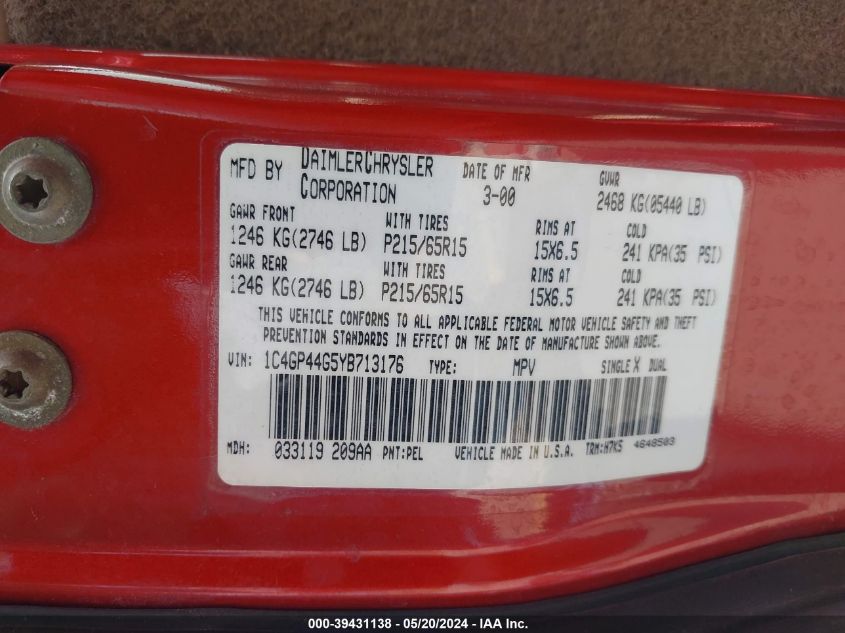 MFD BY DAIMLERCHRYSLER CORPORATION DATE OF MFR 3-00 GVWR 2468 KG(05440 LB)
GAWR FRONT WITH TIRES RIMS AT COLD
1246 KG(2746 LB) P215/65R15 15X6.5 241 KPA(35 PSI)
GAWR REAR WITH TIRES RIMS AT COLD
1246 KG(2746 LB) P215/65R15 15X6.5 241 KPA(35 PSI)
THIS VEHICLE CONFORMS TO ALL APPLICABLE FEDERAL MOTOR VEHICLE SAFETY AND THEFT
PREVENTION STANDARDS IN EFFECT ON THE DATE OF MANUFACTURE SHOWN ABOVE.
VIN: 1C4GP44G5YB713176 TYPE: MPV SINGLE X DUAL
MDH: 033119 209AA PNT:PEL VEHICLE MADE IN U.S.A. TRM:H7K5 4648503
000-39431138 - 05/20/2024 - IAAI Inc.